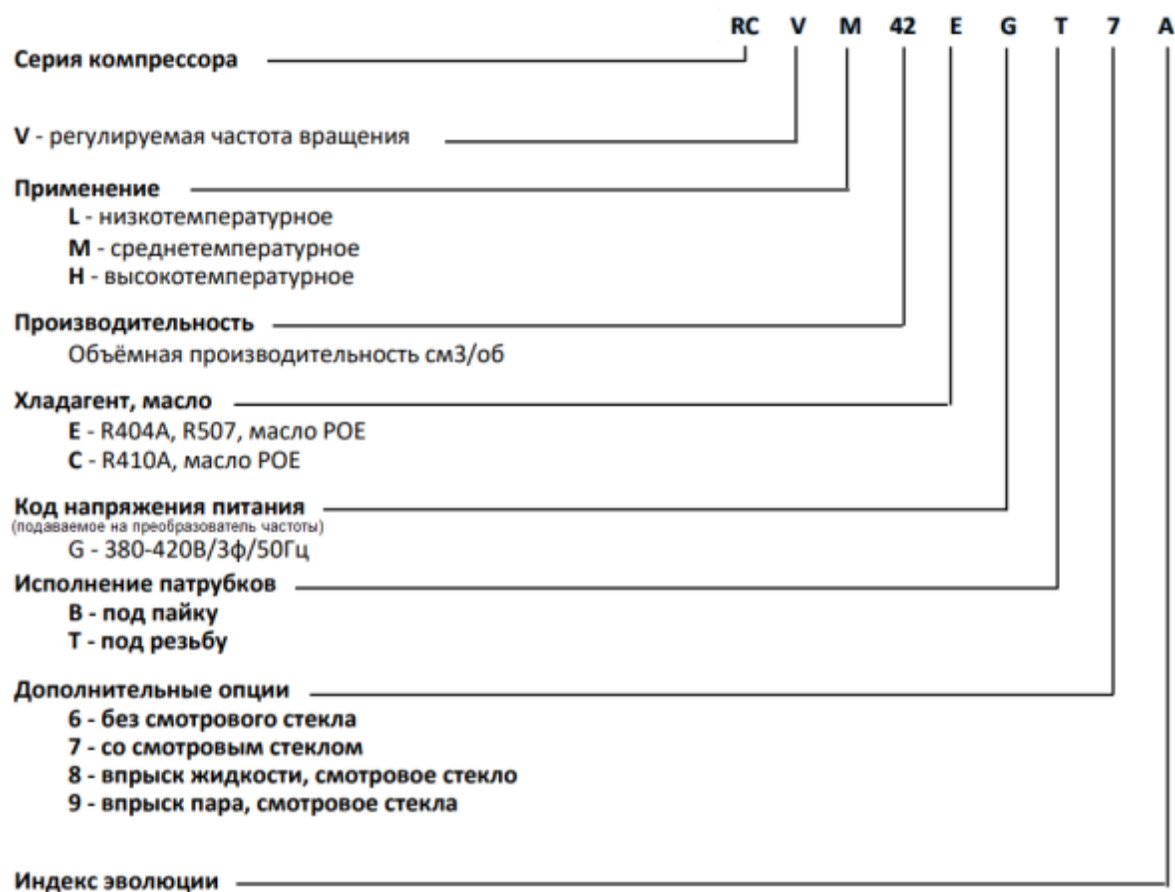 RC V M 42 E G T 7 A
Серия компрессора
V - регулируемая частота вращения
Применение
L - низкотемпературное
M - среднетемпературное
H - высокотемпературное
Производительность
Объёмная производительность см3/об
Хладагент, масло
E - R404A, R507, масло POE
C - R410A, масло POE
Код напряжения питания
(подаваемое на преобразователь частоты)
G - 380-420В/3ф/50Гц
Исполнение патрубков
B - под пайку
T - под резьбу
Дополнительные опции
6 - без смотрового стекла
7 - со смотровым стеклом
8 - впрыск жидкости, смотровое стекло
9 - впрыск пара, смотровое стекла
Индекс эволюции